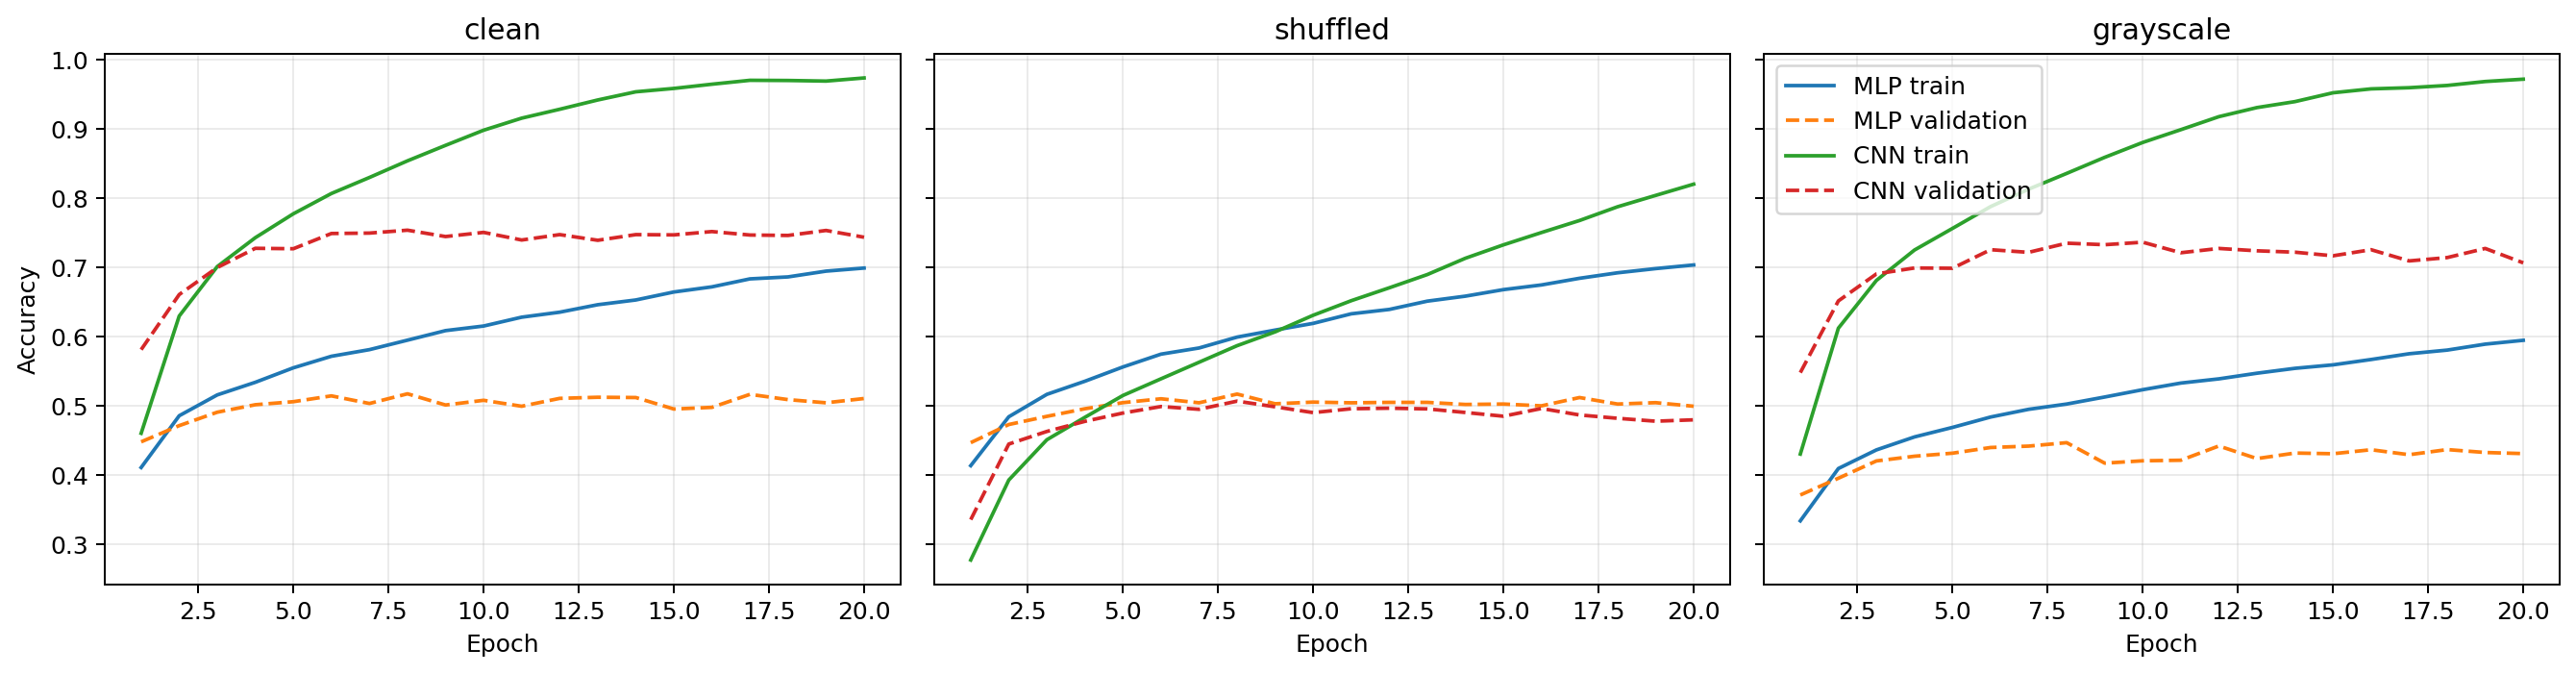 clean
shuffled
grayscale
Accuracy
1.0
0.9
0.8
0.7
0.6
0.5
0.4
0.3
MLP train
MLP validation
CNN train
CNN validation
2.5 5.0 7.5 10.0 12.5 15.0 17.5 20.0
2.5 5.0 7.5 10.0 12.5 15.0 17.5 20.0
2.5 5.0 7.5 10.0 12.5 15.0 17.5 20.0
Epoch
Epoch
Epoch